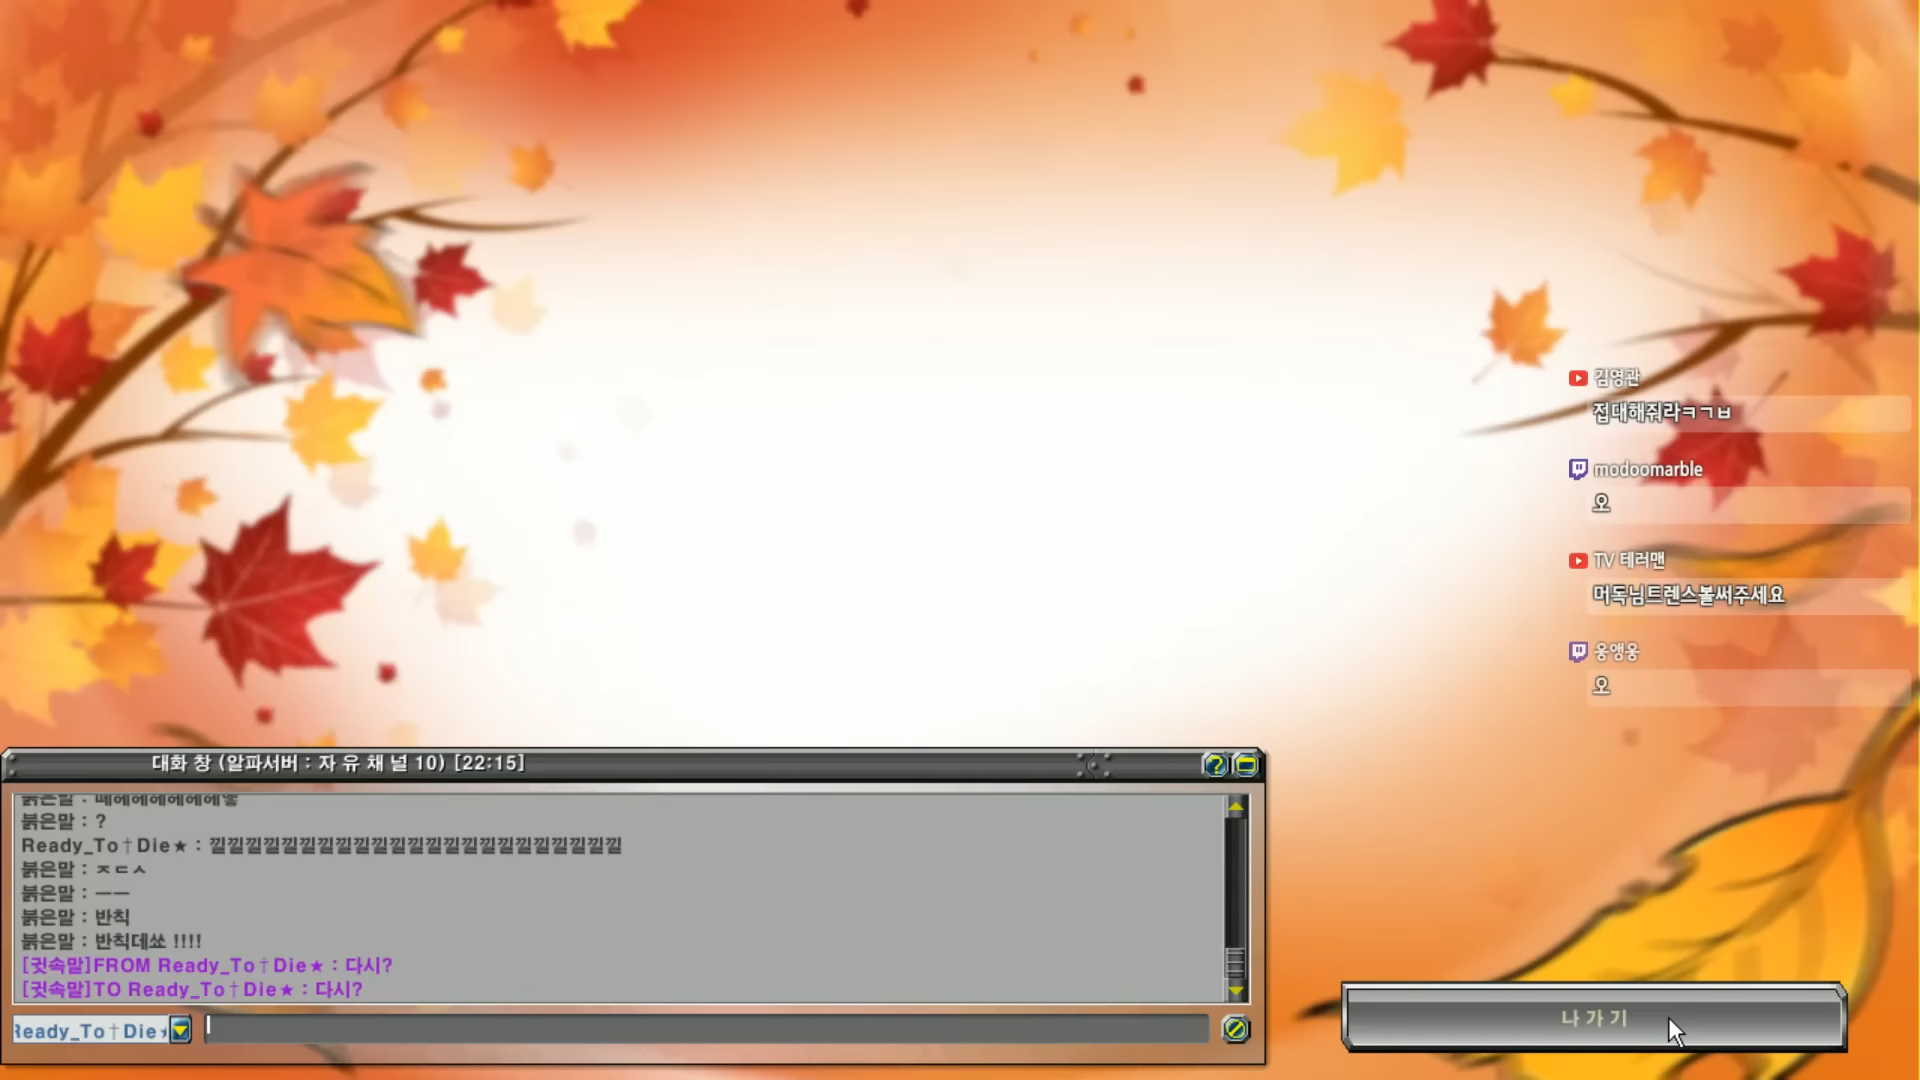 김영관
접대해줘라ㅋㄱㅂ
modoomarble
오
TV 테러맨
머독님트렌스볼써주세요
웅앵웅
오
대화 창 (알파서버 : 자 유 채 널 10) [22:15]
붉은말 : ?
Ready_To†Die★ : 낄낄낄낄낄낄낄낄낄낄낄낄낄낄낄낄낄낄낄낄낄낄낄
붉은말 : ㅈㄷㅅ
붉은말 : ㅡㅡ
붉은말 : 반칙
붉은말 : 반칙데쑈 !!!!
[귓속말]FROM Ready_To†Die★ : 다시?
[귓속말]TO Ready_To†Die★ : 다시?
Ready_To†Die
나 가 기